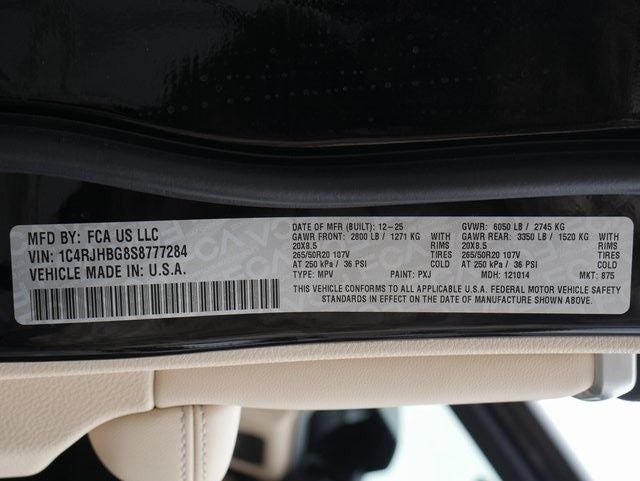 MFD BY: FCA US LLC
VIN: 1C4RJHBG8S8777284
VEHICLE MADE IN U.S.A.
DATE OF MFR (BUILT): 12-25
GAWR FRONT: 2800 LB / 1271 KG WITH
20X8.5 RIMS
265/50R20 107V TIRES
AT 250 kPa / 36 PSI COLD
TYPE: MPV PAINT: PXJ
GVWR: 6050 LB / 2745 KG
GAWR REAR: 3350 LB / 1520 KG WITH
20X8.5 RIMS
265/50R20 107V TIRES
AT 250 kPa / 36 PSI COLD
MDH: 121014 MKT: 875
THIS VEHICLE CONFORMS TO ALL APPLICABLE U.S.A. FEDERAL MOTOR VEHICLE SAFETY
STANDARDS IN EFFECT ON THE DATE OF MANUFACTURE SHOWN ABOVE.